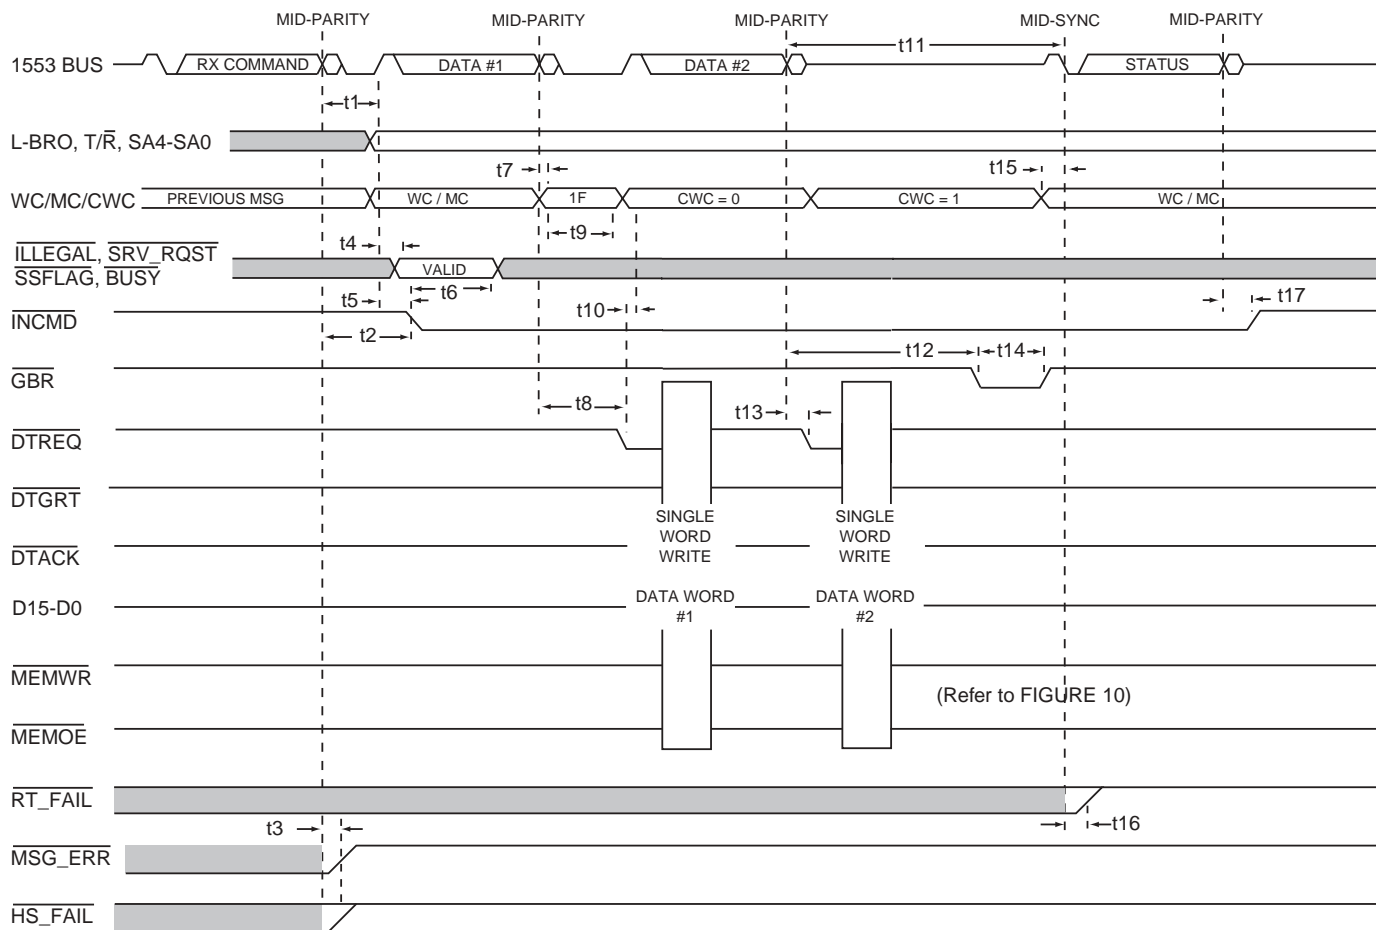 MID-PARITY MID-PARITY MID-PARITY MID-SYNC MID-PARITY
t11
1553 BUS RX COMMAND DATA #1 DATA #2 STATUS
t1
L-BRO, T/R̅, SA4-SA0
t7 t15
WC/MC/CWC PREVIOUS MSG WC / MC 1F CWC = 0 CWC = 1 WC / MC
t9
ILLEGAL, SRV_RQST
SSFLAG, BUSY
t4 VALID
t5 t6 t10 t17
INCMD
t2 t12 t14
GBR
t8 t13
DTREQ
DTGRT
SINGLE WORD WRITE SINGLE WORD WRITE
DTACK
D15-D0 DATA WORD #1 DATA WORD #2
MEMWR
(Refer to FIGURE 10)
MEMOE
RT_FAIL
t3 t16
MSG_ERR
HS_FAIL